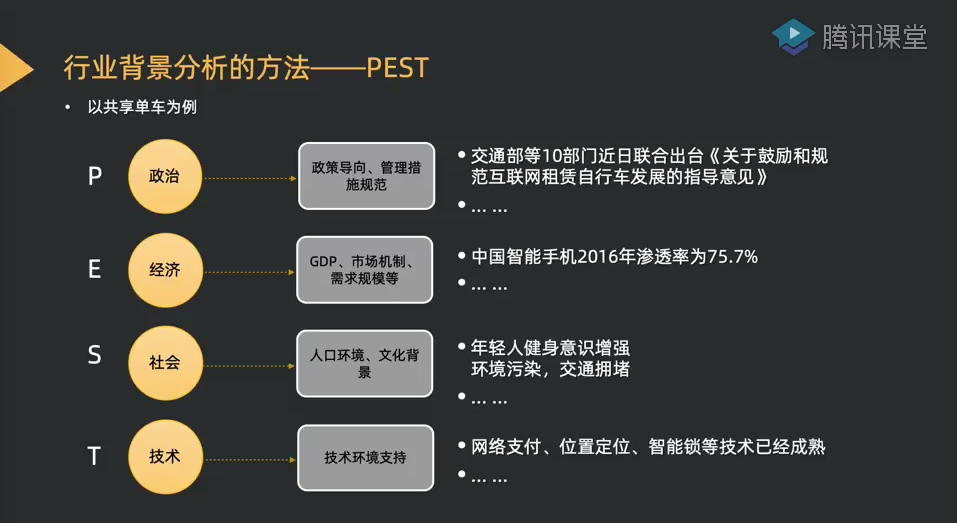 腾讯课堂
行业背景分析的方法——PEST
• 以共享单车为例
P
政治
政策导向、管理措
施规范
•交通部等10部门近日联合出台《关于鼓励和规
范互联网租赁自行车发展的指导意见》
•... ...
E
经济
GDP、市场机制、
需求规模等
•中国智能手机2016年渗透率为75.7%
•... ...
S
社会
人口环境、文化背
景
•年轻人健身意识增强
环境污染，交通拥堵
•... ...
T
技术
技术环境支持
•网络支付、位置定位、智能锁等技术已经成熟
•... ...